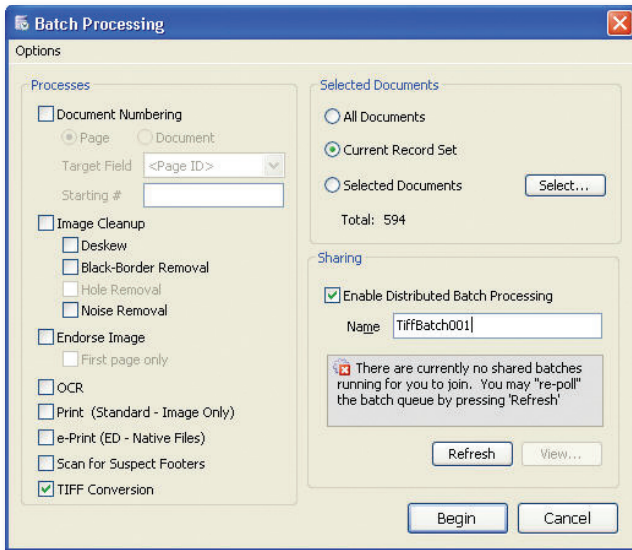 Batch Processing
Options
Processes
Document Numbering
Page Document
Target Field <Page ID>
Starting #
Image Cleanup
Deskew
Black-Border Removal
Hole Removal
Noise Removal
Endorse Image
First page only
OCR
Print (Standard - Image Only)
e-Print (ED - Native Files)
Scan for Suspect Footers
TIFF Conversion
Selected Documents
All Documents
Current Record Set
Selected Documents Select...
Total: 594
Sharing
Enable Distributed Batch Processing
Name TiffBatch001
There are currently no shared batches
running for you to join. You may "re-poll"
the batch queue by pressing 'Refresh'
Refresh View...
Begin Cancel